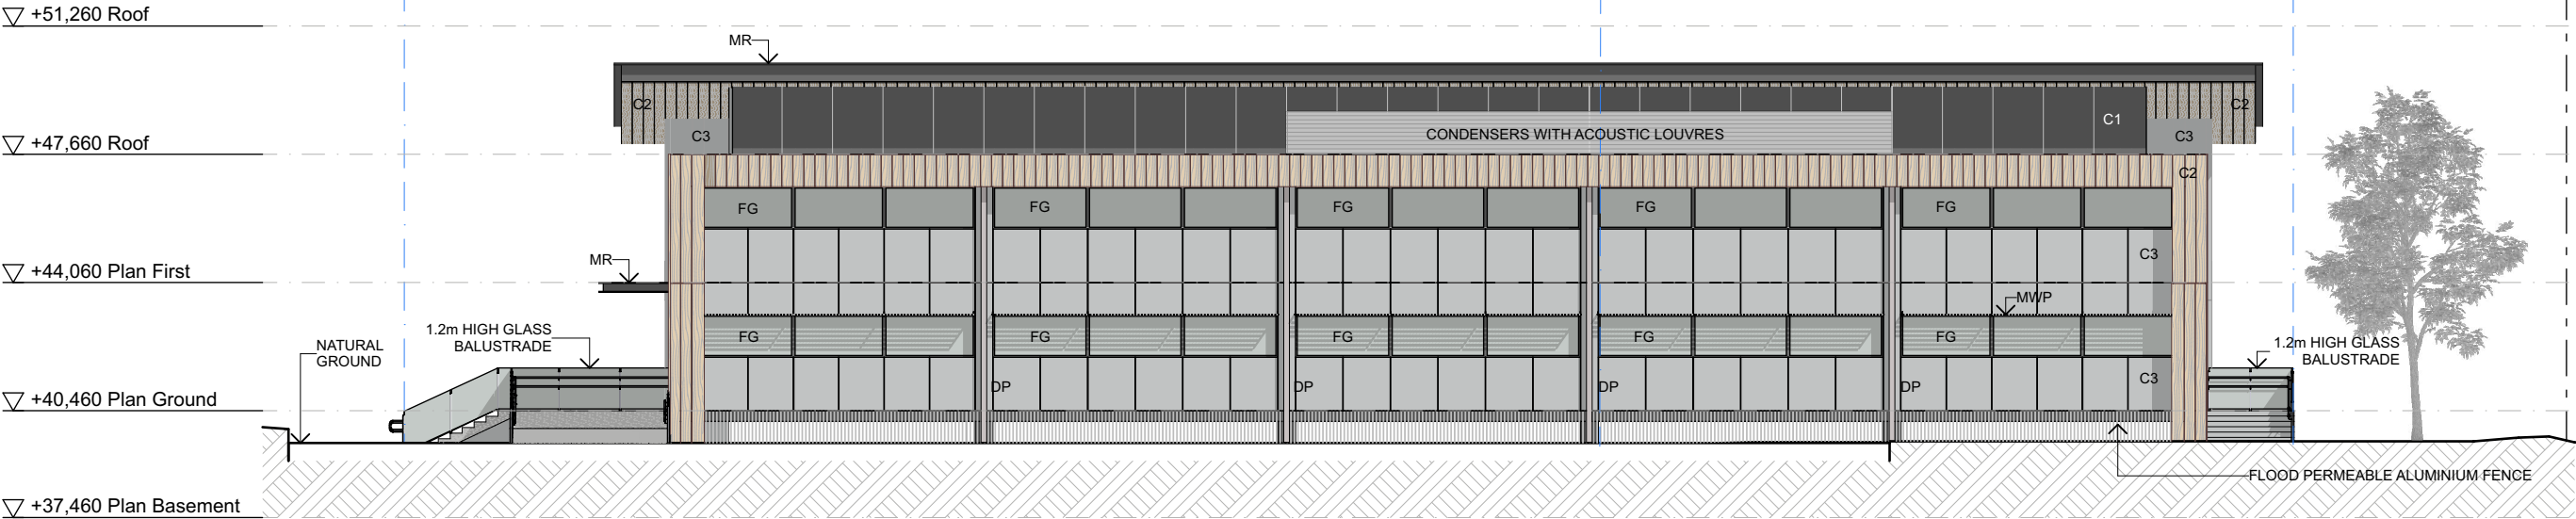 +51,260 Roof
MR
C2
C2
C1
C3
CONDENSERS WITH ACOUSTIC LOUVRES
C3
+47,660 Roof
C2
FG
FG
FG
FG
FG
C3
MR
+44,060 Plan First
MWP
1.2m HIGH GLASS
BALUSTRADE
NATURAL
GROUND
FG
FG
FG
FG
FG
1.2m HIGH GLASS
BALUSTRADE
C3
DP
DP
DP
DP
+40,460 Plan Ground
FLOOD PERMEABLE ALUMINIUM FENCE
+37,460 Plan Basement